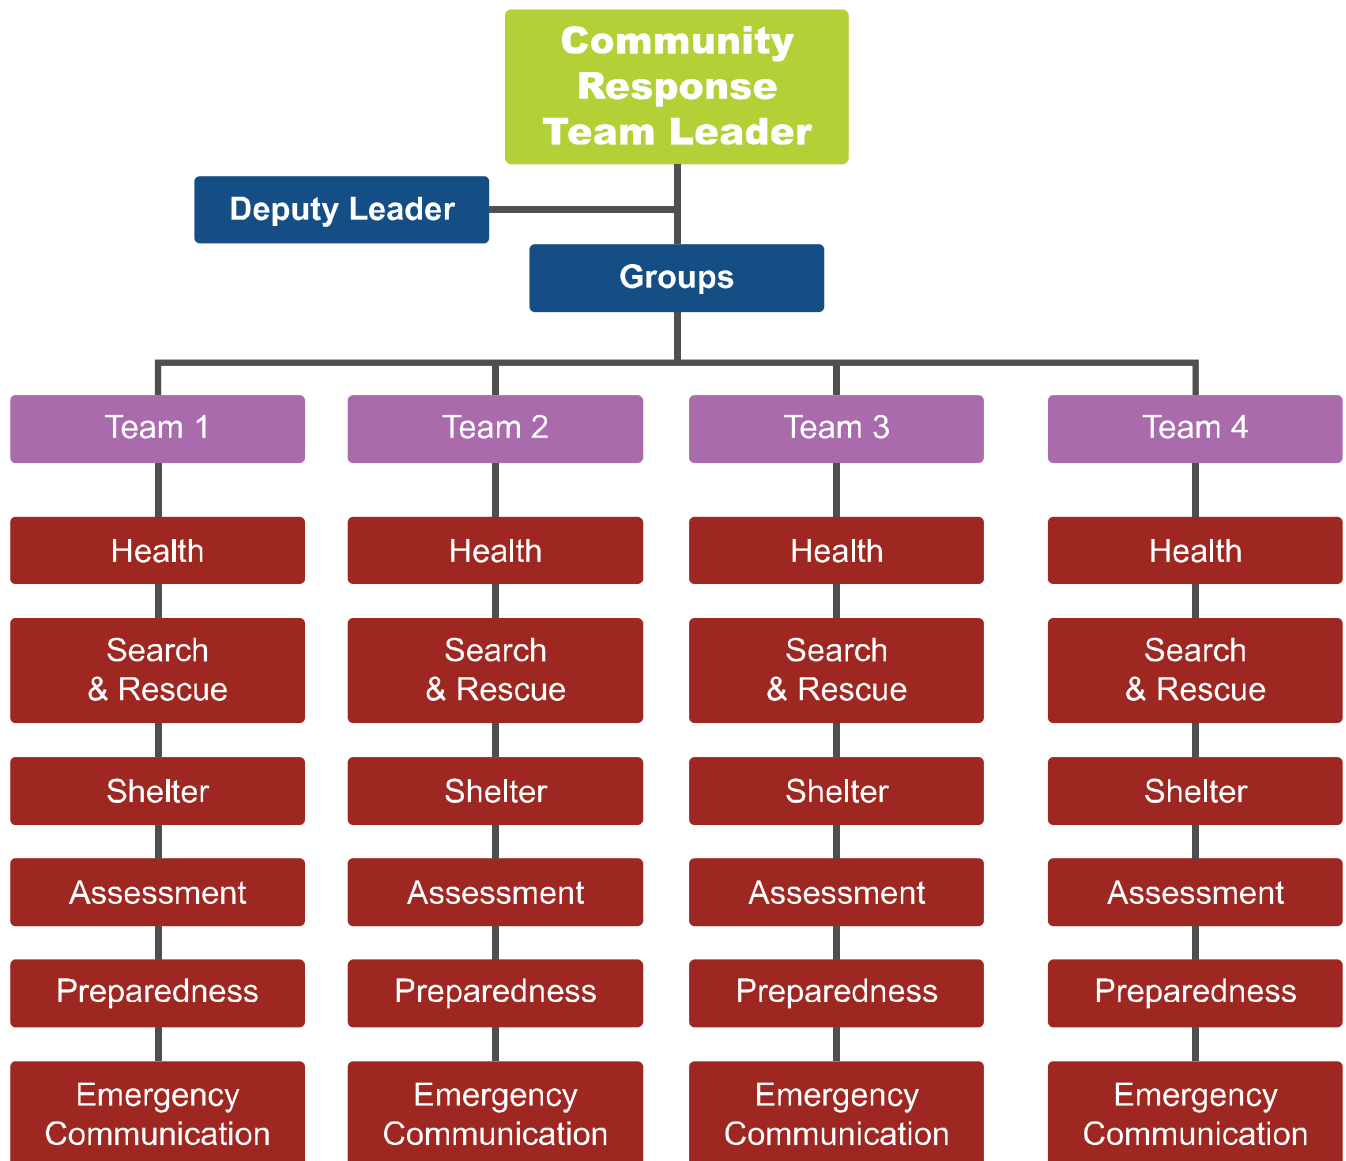 Community
Response
Team Leader
Deputy Leader
Groups
Team 1
Team 2
Team 3
Team 4
Health
Health
Health
Health
Search
& Rescue
Search
& Rescue
Search
& Rescue
Search
& Rescue
Shelter
Shelter
Shelter
Shelter
Assessment
Assessment
Assessment
Assessment
Preparedness
Preparedness
Preparedness
Preparedness
Emergency
Communication
Emergency
Communication
Emergency
Communication
Emergency
Communication